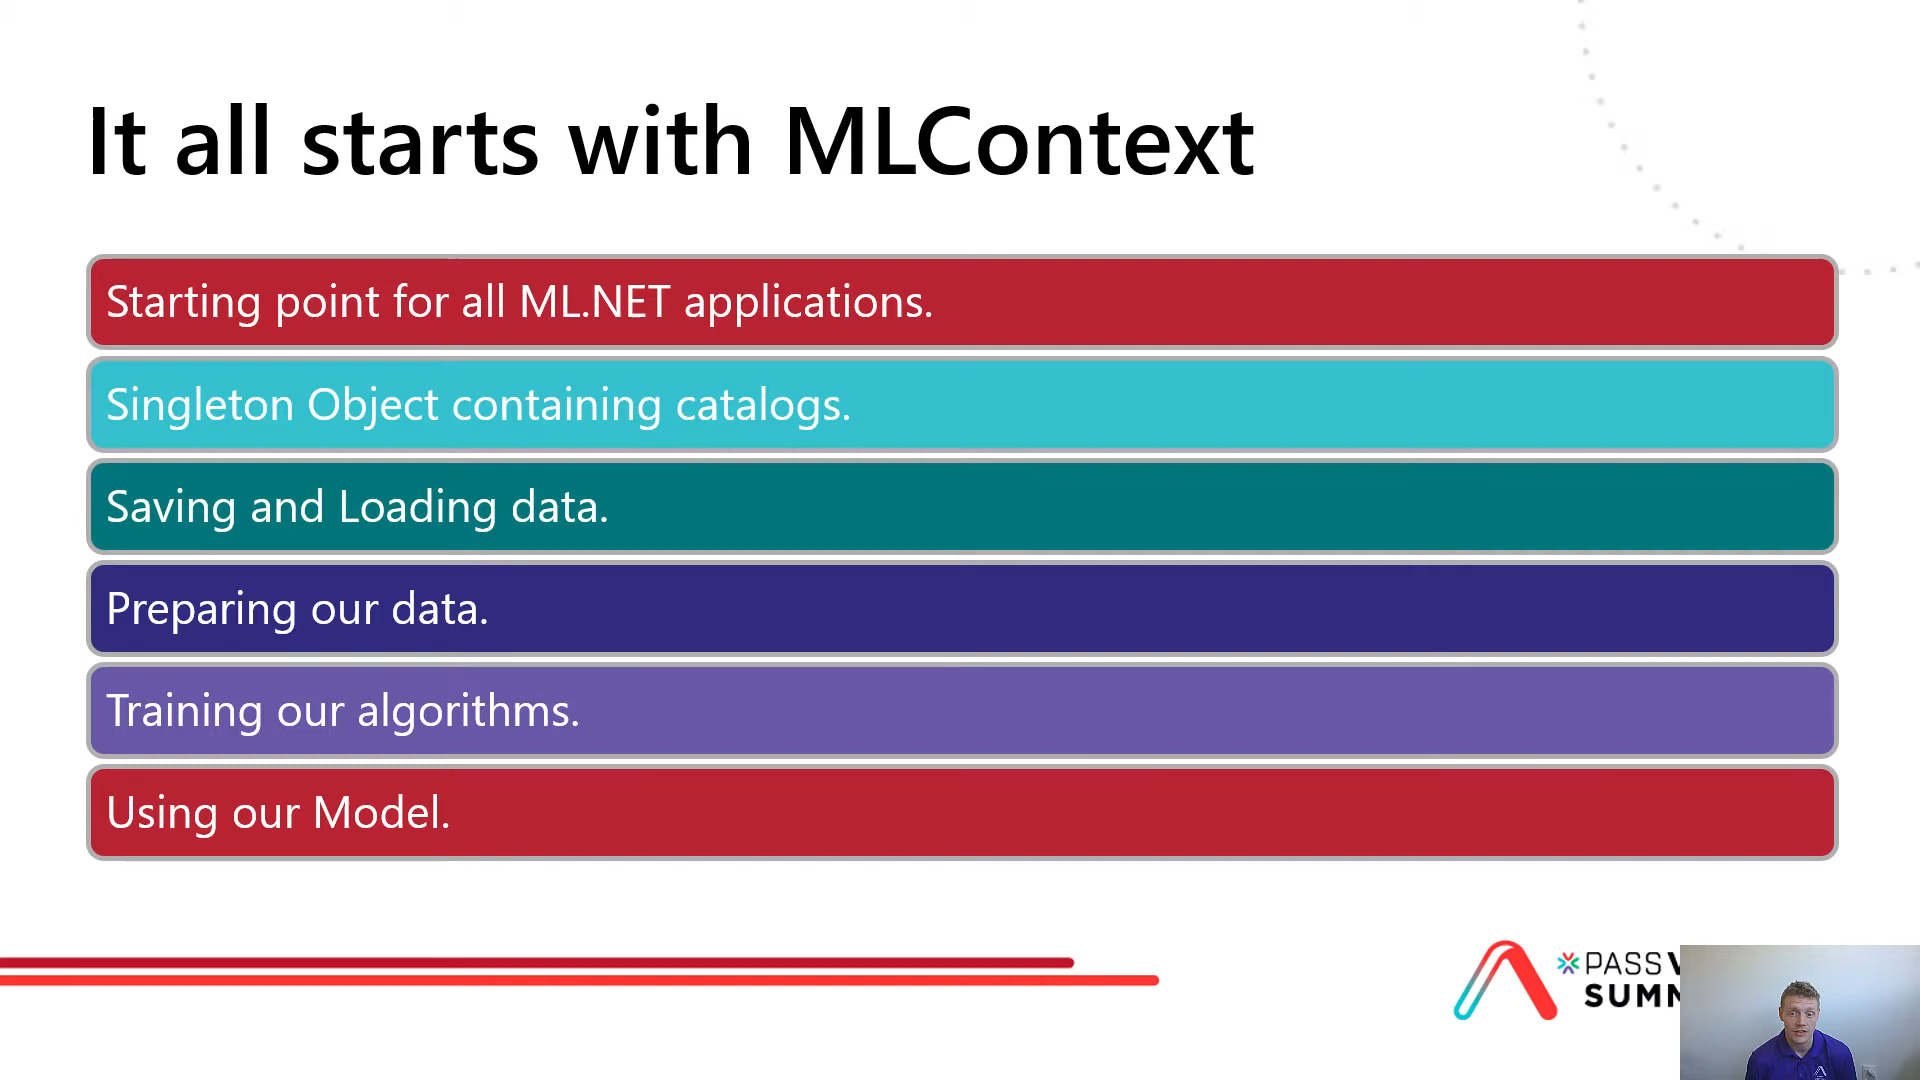 It all starts with MLContext
Starting point for all ML.NET applications.
Singleton Object containing catalogs.
Saving and Loading data.
Preparing our data.
Training our algorithms.
Using our Model.
PASS